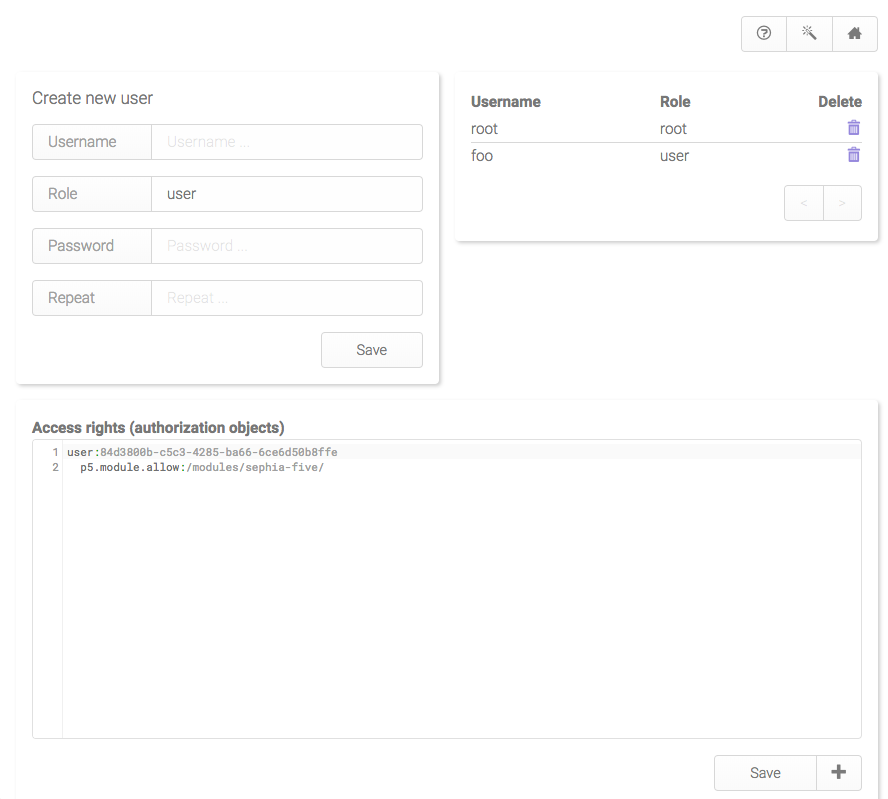 Create new user
Username Username ...
Role user
Password Password ...
Repeat Repeat ...
Save
Username Role Delete
root root
foo user
< >
Access rights (authorization objects)
1 user:84d3800b-c5c3-4285-ba66-6ce6d50b8ffe
2 p5.module.allow:/modules/sephia-five/
Save